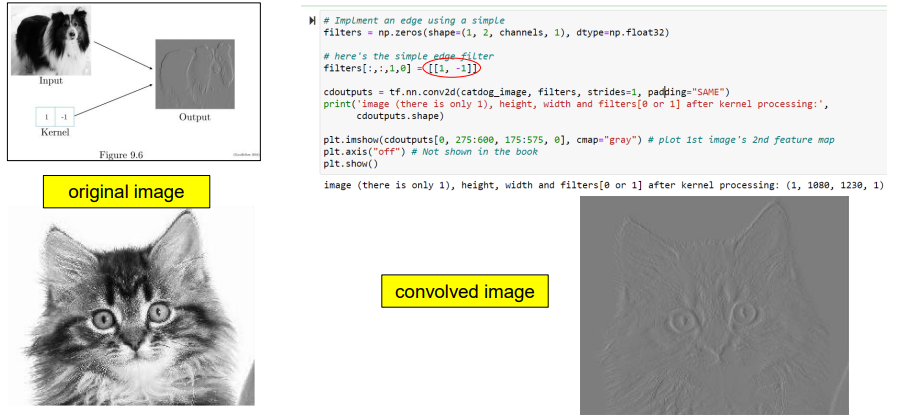 Input
1 -1
Kernel
Output
Figure 9.6
# Implment an edge using a simple
filters = np.zeros(shape=(1, 2, channels, 1), dtype=np.float32)
# here's the simple edge filter
filters[:,:,1,0] = [[1, -1]]
cdoutputs = tf.nn.conv2d(catdog_image, filters, strides=1, padding="SAME")
print('image (there is only 1), height, width and filters[0 or 1] after kernel processing:',
cdoutputs.shape)
plt.imshow(cdoutputs[0, 275:600, 175:575, 0], cmap="gray") # plot 1st image's 2nd feature map
plt.axis("off") # Not shown in the book
plt.show()
image (there is only 1), height, width and filters[0 or 1] after kernel processing: (1, 1080, 1230, 1)
original image
convolved image